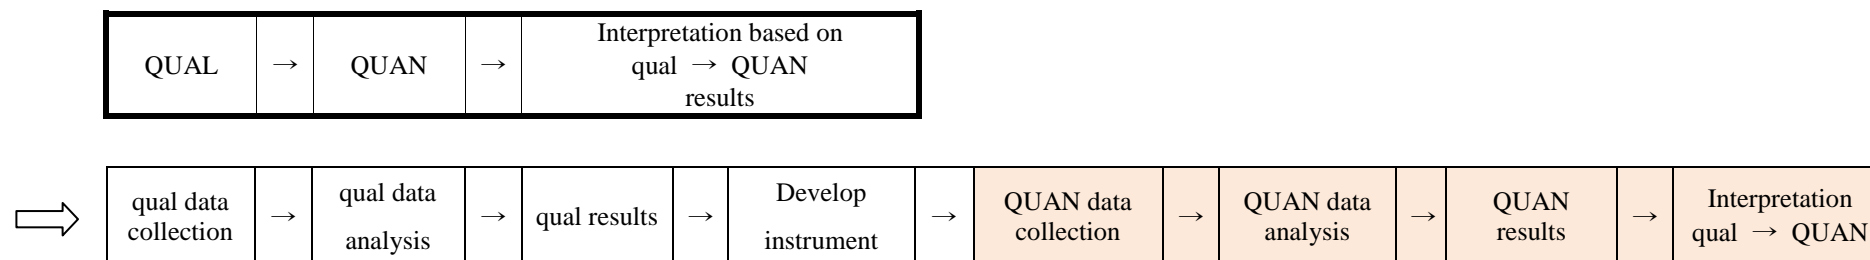 QUAL → QUAN → Interpretation based on
qual → QUAN
results
qual data
collection
→
qual data
analysis
→
qual results
→
Develop
instrument
→
QUAN data
collection
→
QUAN data
analysis
→
QUAN
results
→
Interpretation
qual → QUAN